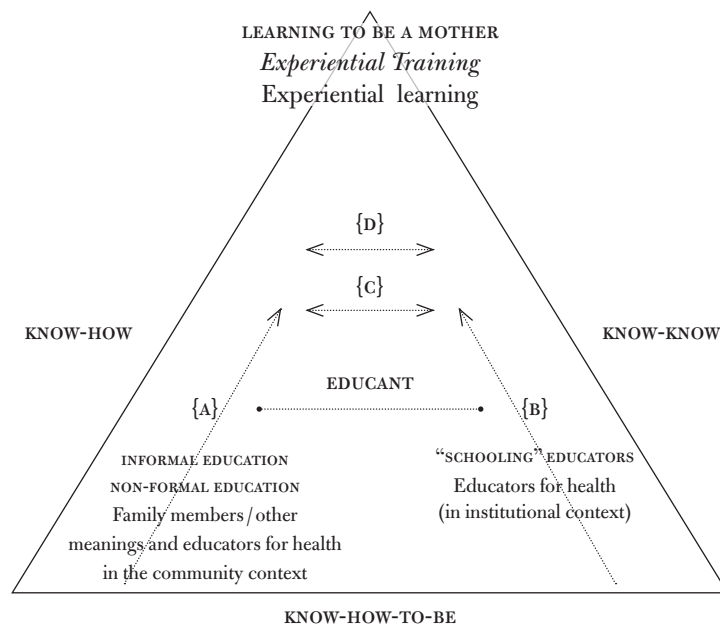 LEARNING TO BE A MOTHER
Experiential Training
Experiential learning
{D}
{C}
KNOW-HOW
KNOW-KNOW
EDUCANT
{A}
{B}
INFORMAL EDUCATION
NON-FORMAL EDUCATION
Family members / other
meanings and educators for health
in the community context
“SCHOOLING” EDUCATORS
Educators for health
(in institutional context)
KNOW-HOW-TO-BE